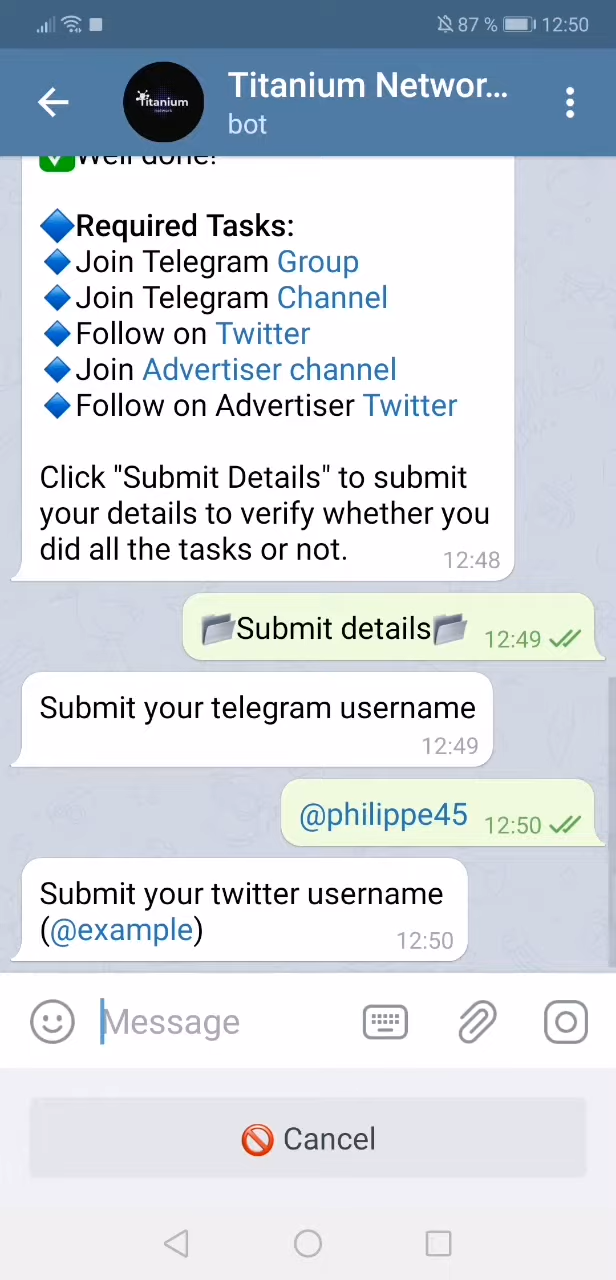 87 % 12:50
Titanium Networ...
bot
Titanium
network
Well done!
Required Tasks:
Join Telegram Group
Join Telegram Channel
Follow on Twitter
Join Advertiser channel
Follow on Advertiser Twitter
Click "Submit Details" to submit
your details to verify whether you
did all the tasks or not.
12:48
Submit details
12:49
Submit your telegram username
12:49
@philippe45
12:50
Submit your twitter username
(@example)
12:50
Message
Cancel